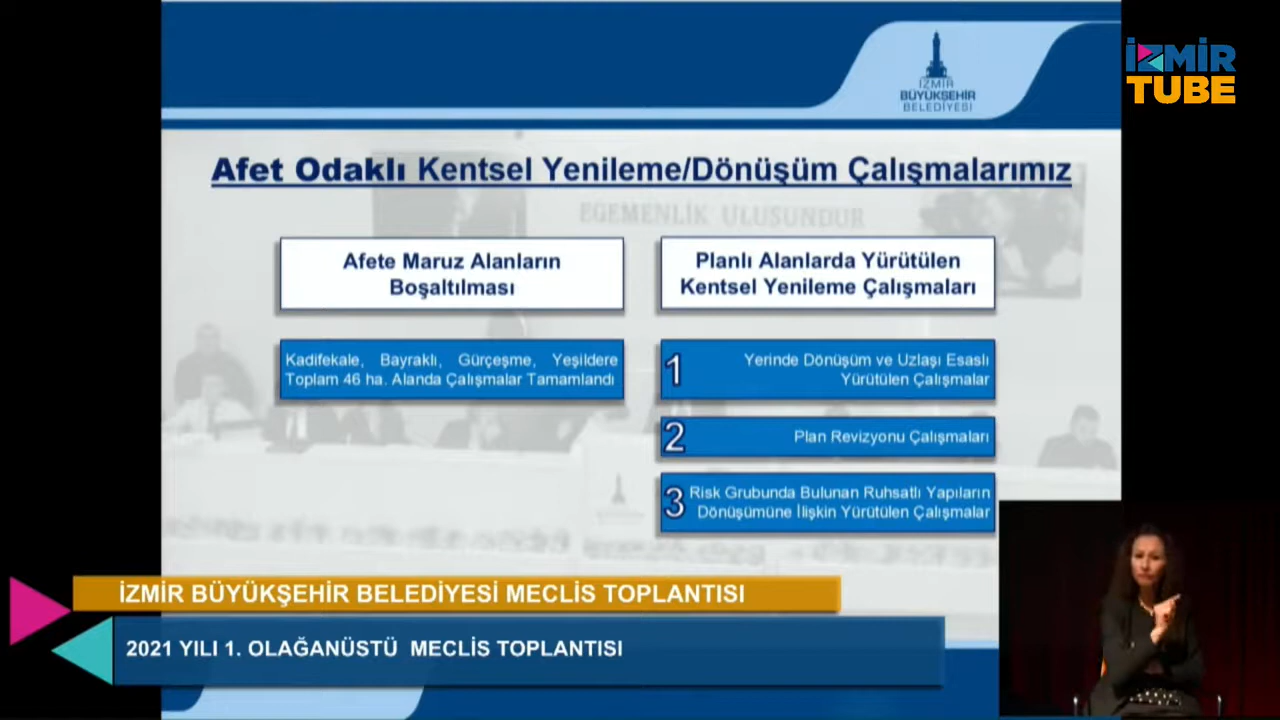 İZMİR
BÜYÜKŞEHİR
BELEDİYESİ
İZMİR
TUBE
Afet Odaklı Kentsel Yenileme/Dönüşüm Çalışmalarımız
EGEMENLİK ULUSUNDUR
Afete Maruz Alanların
Boşaltılması
Kadifekale, Bayraklı, Gürçeşme, Yeşildere
Toplam 46 ha. Alanda Çalışmalar Tamamlandı
Planlı Alanlarda Yürütülen
Kentsel Yenileme Çalışmaları
1 Yerinde Dönüşüm ve Uzlaşı Esaslı
Yürütülen Çalışmalar
2 Plan Revizyonu Çalışmaları
3 Risk Grubunda Bulunan Ruhsatlı Yapıların
Dönüşümüne İlişkin Yürütülen Çalışmalar
İZMİR BÜYÜKŞEHİR BELEDİYESİ MECLİS TOPLANTISI
2021 YILI 1. OLAĞANÜSTÜ MECLİS TOPLANTISI